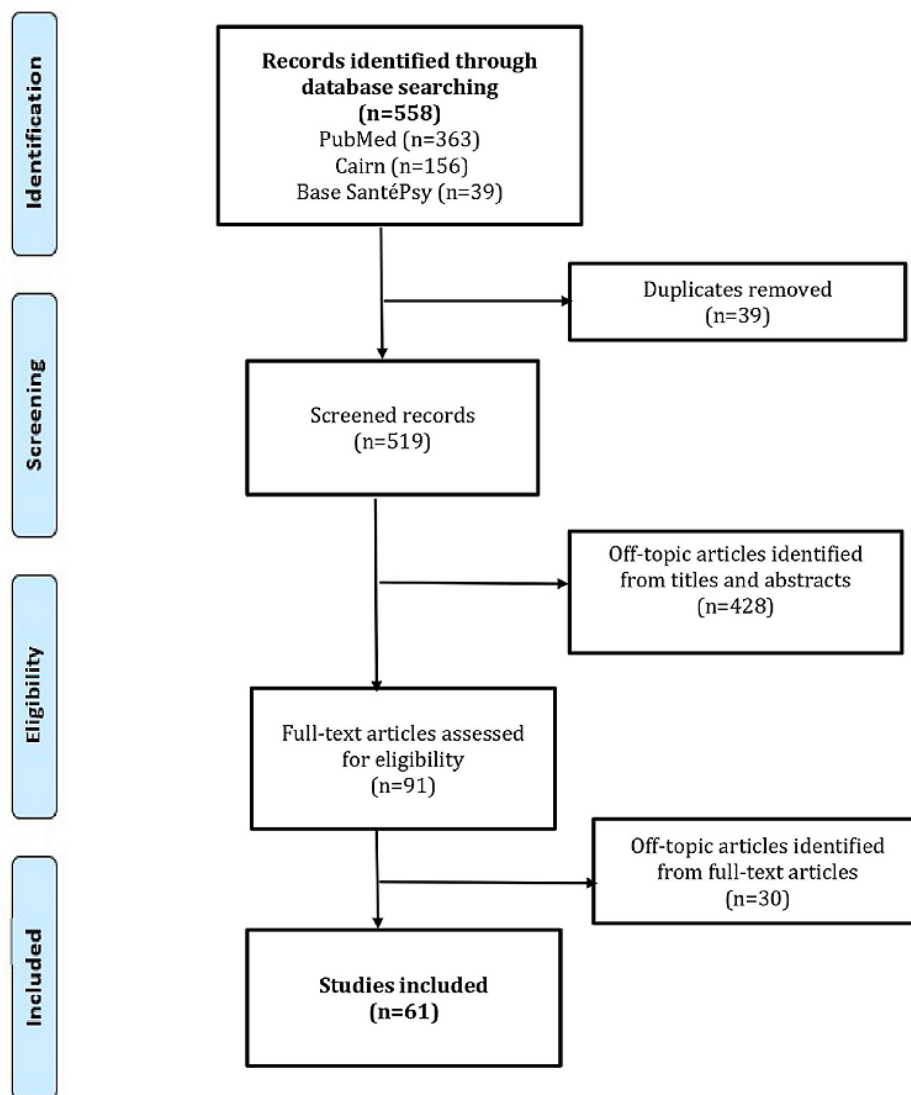 Identification
Records identified through
database searching
(n=558)
PubMed (n=363)
Cairn (n=156)
Base SantéPsy (n=39)
Duplicates removed
(n=39)
Screening
Screened records
(n=519)
Off-topic articles identified
from titles and abstracts
(n=428)
Eligibility
Full-text articles assessed
for eligibility
(n=91)
Off-topic articles identified
from full-text articles
(n=30)
Included
Studies included
(n=61)